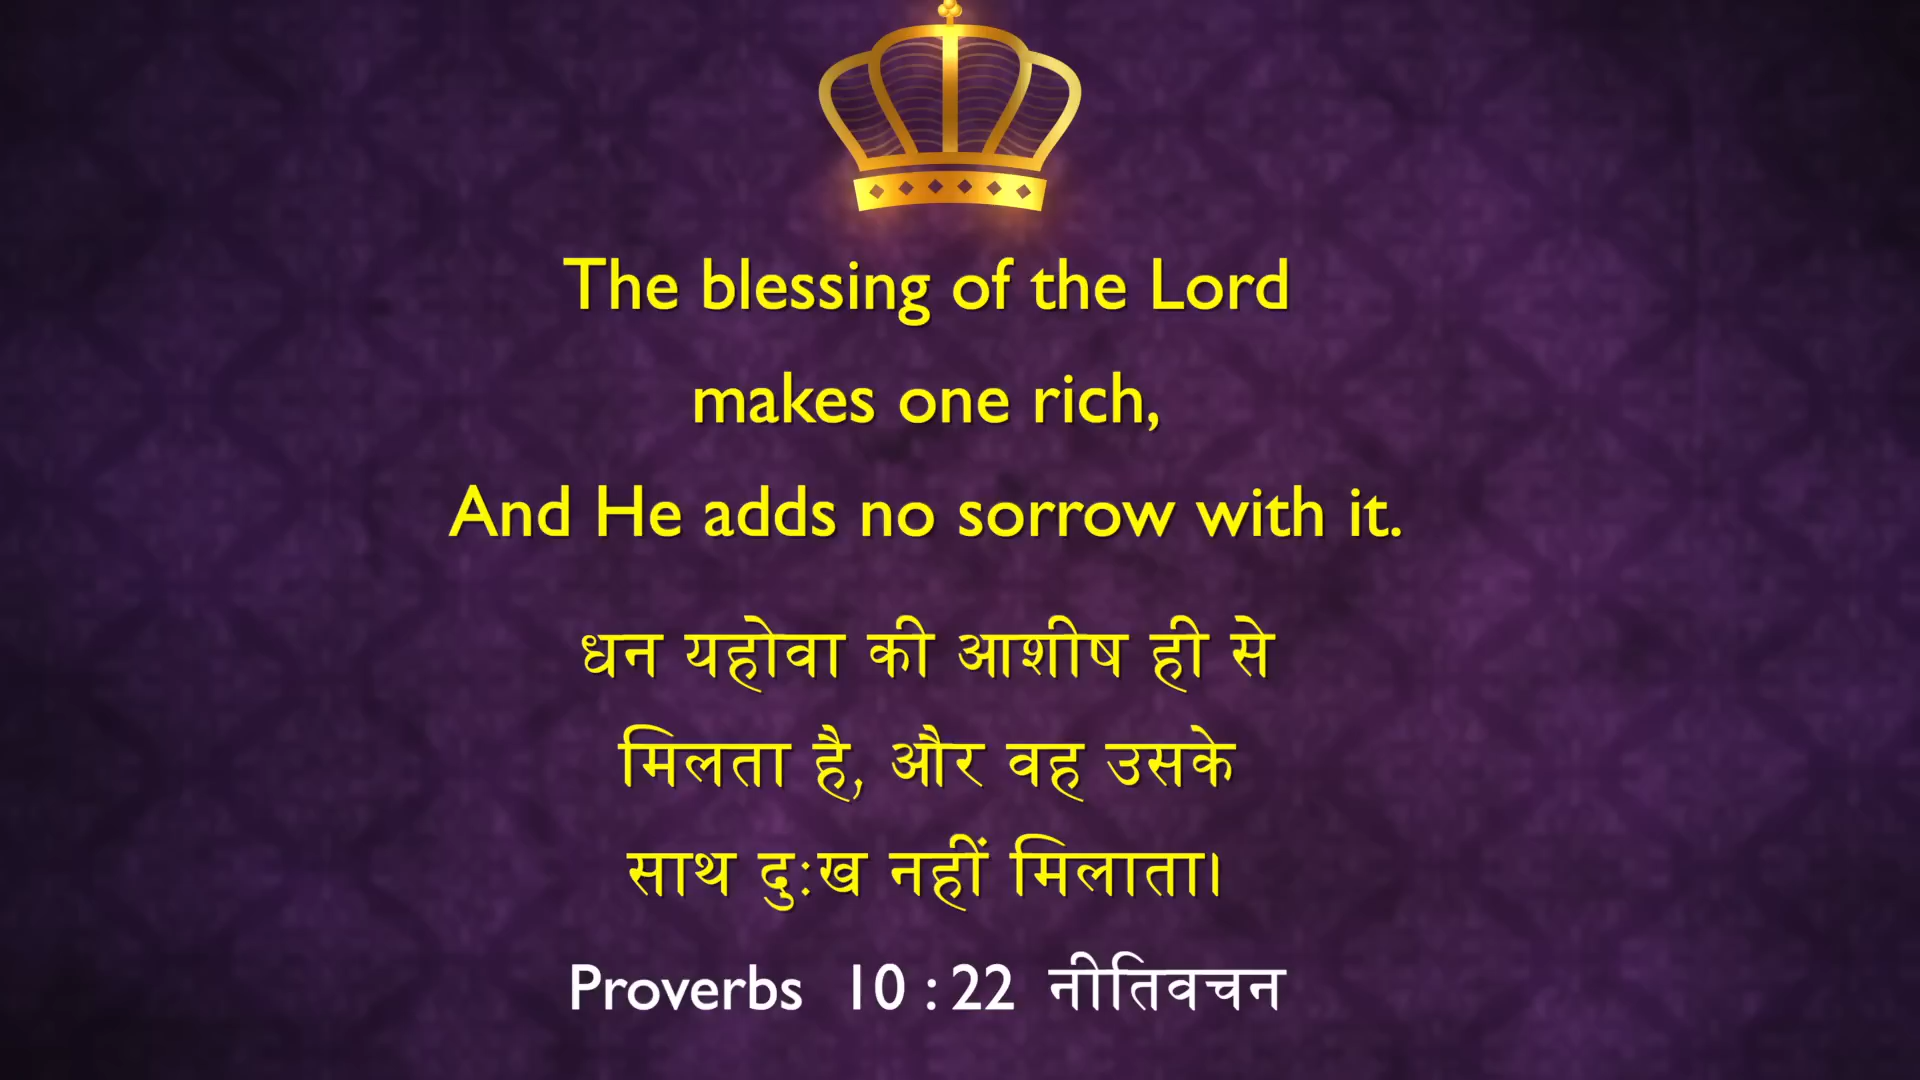 The blessing of the Lord
makes one rich,
And He adds no sorrow with it.
धन यहोवा की आशीष ही से
मिलता है, और वह उसके
साथ दुःख नहीं मिलाता।
Proverbs 10 : 22 नीतिवचन